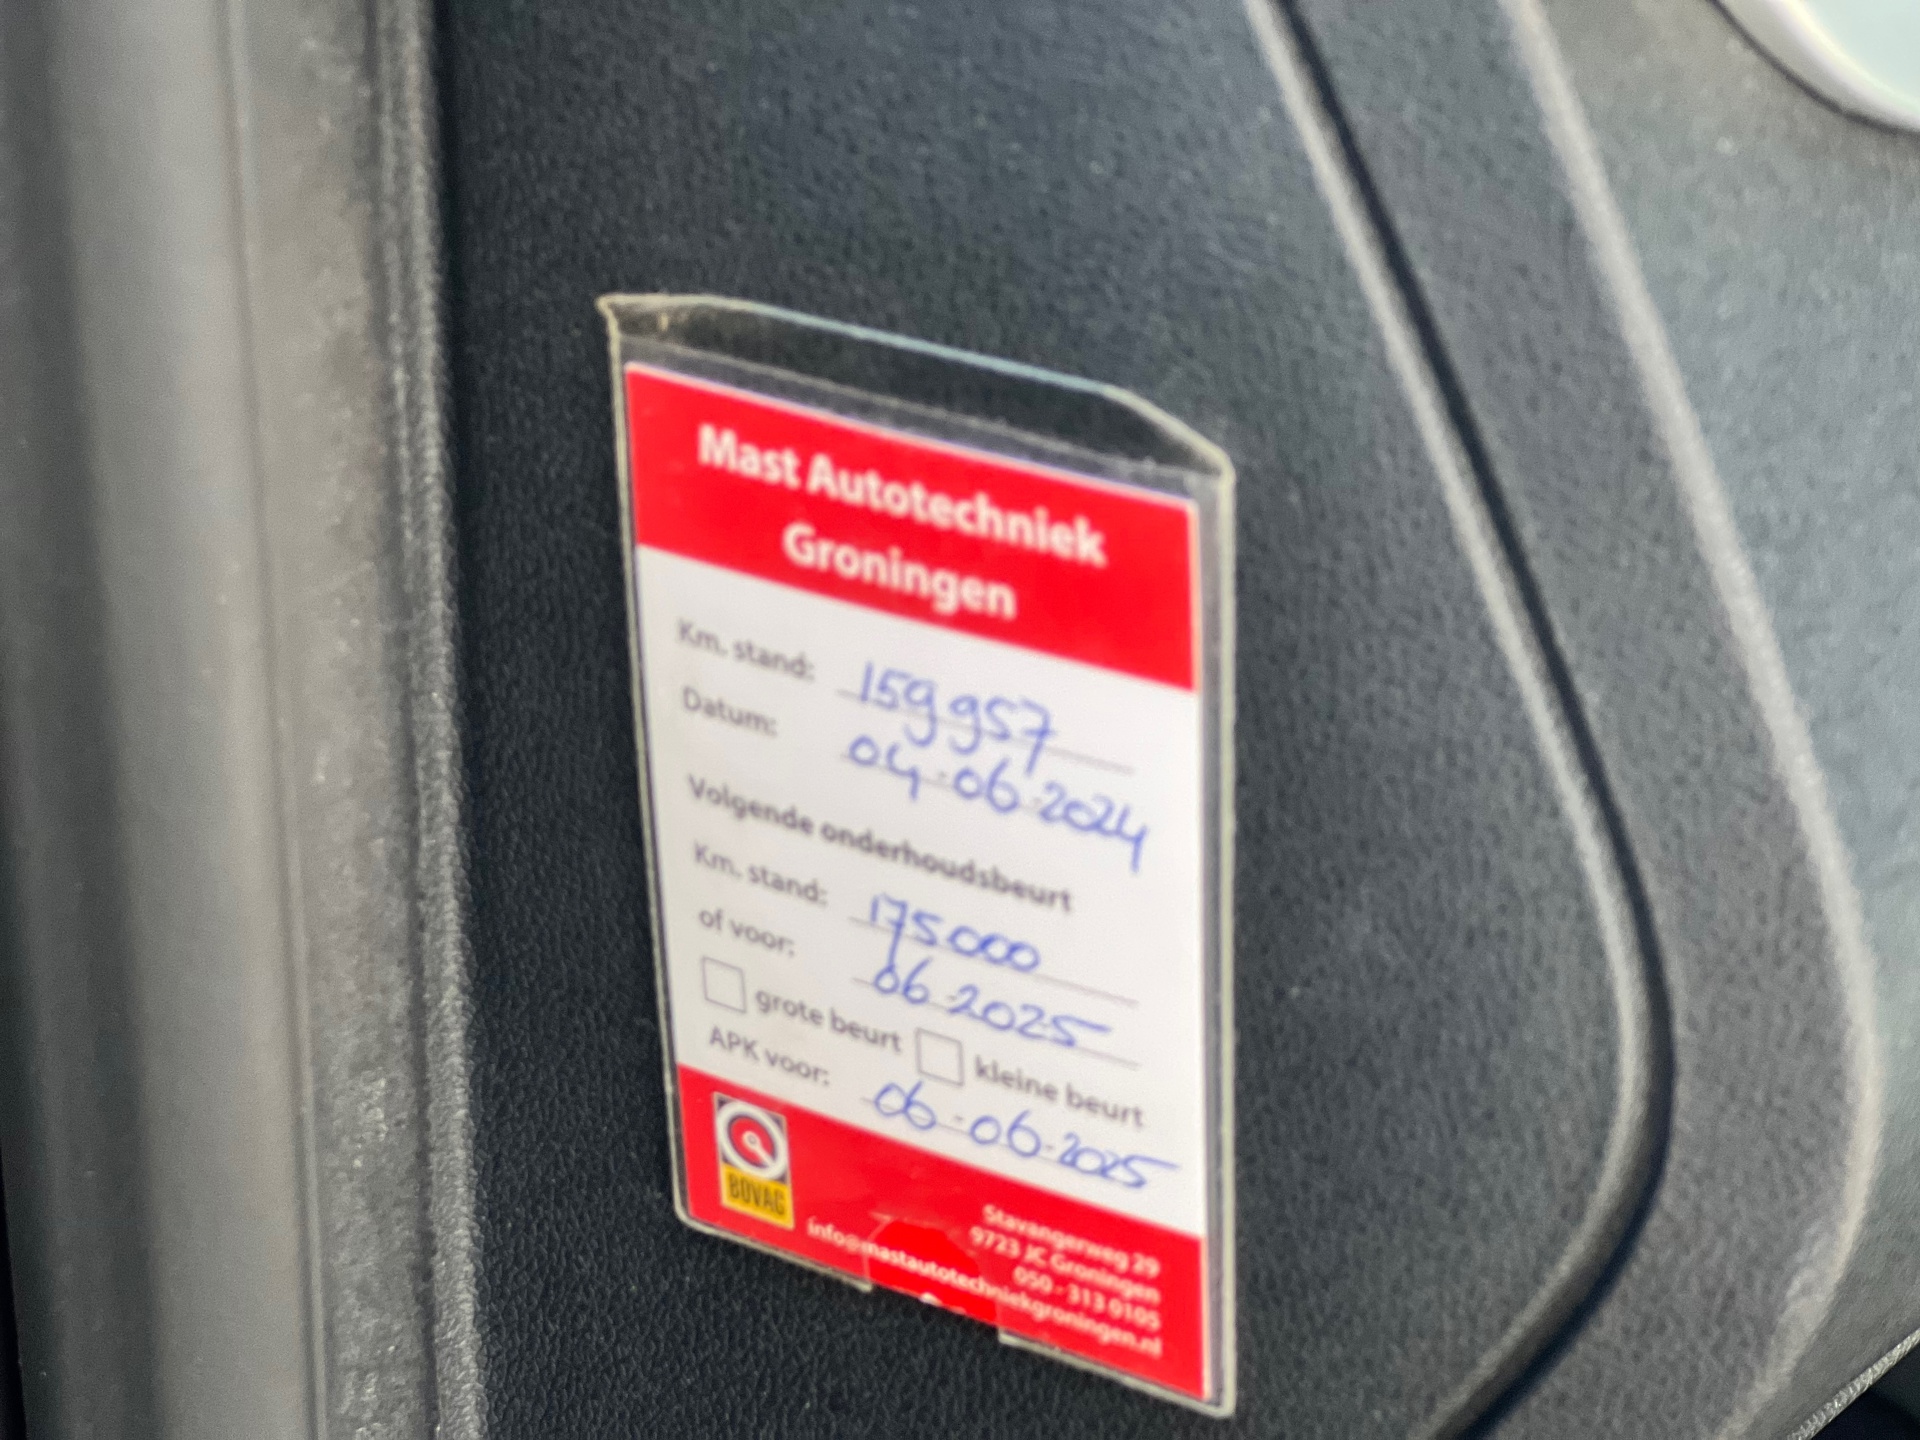 Mast Autotechniek
Groningen
Km. stand: 159957
Datum: 04-06-2024
Volgende onderhoudsbeurt
Km. stand: 175000
of voor: 06-2025
grote beurt kleine beurt
APK voor: 06-06-2025
BOVAG
Stavangerweg 29
9723 JC Groningen
050 - 313 0105
info@mastautotechniekgroningen.nl